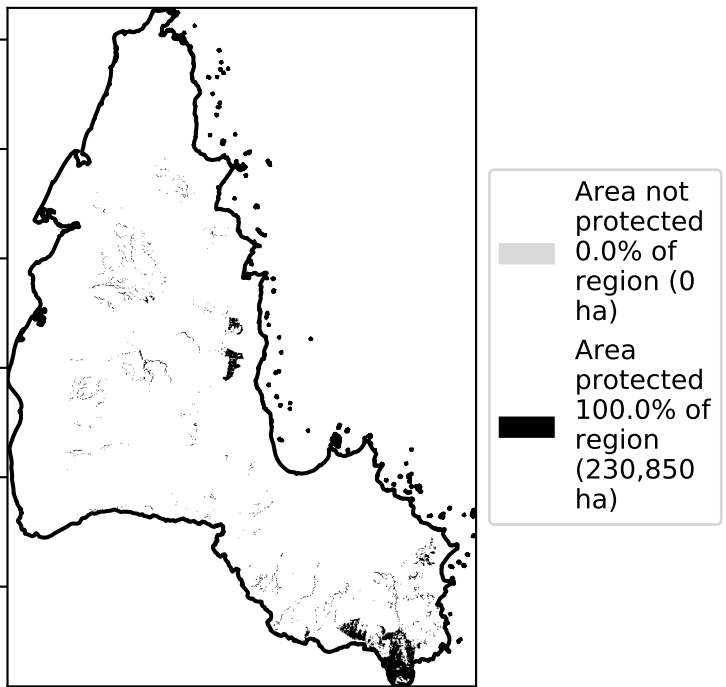 Area not
protected
0.0% of
region (0
ha)
Area
protected
100.0% of
region
(230,850
ha)